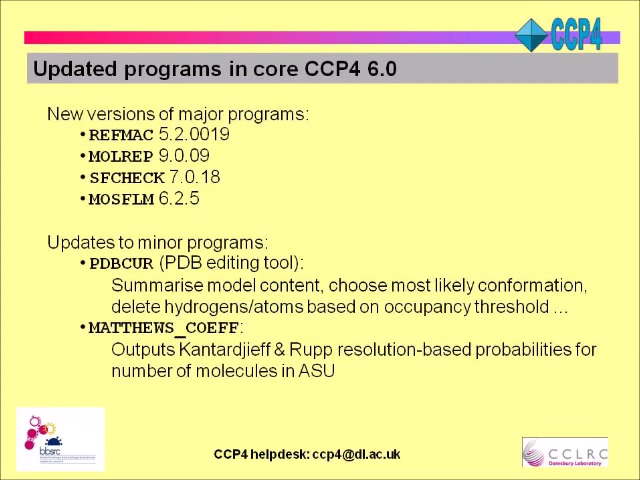 CCP4
Updated programs in core CCP4 6.0
New versions of major programs:
•REFMAC 5.2.0019
•MOLREP 9.0.09
•SFCHECK 7.0.18
•MOSFLM 6.2.5
Updates to minor programs:
•PDBCUR (PDB editing tool):
Summarise model content, choose most likely conformation,
delete hydrogens/atoms based on occupancy threshold ...
•MATTHEWS_COEFF:
Outputs Kantardjieff & Rupp resolution-based probabilities for
number of molecules in ASU
bbsrc
CCP4 helpdesk: ccp4@dl.ac.uk
CCLRC
Daresbury Laboratory